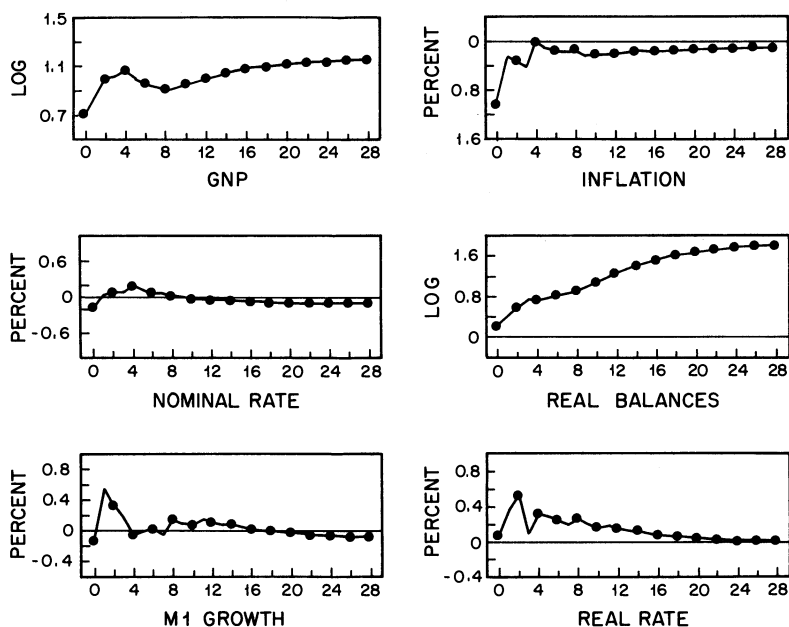 LOG
1.5
1.1
0.7
0 4 8 12 16 20 24 28
GNP
PERCENT
0
0.8
1.6
0 4 8 12 16 20 24 28
INFLATION
PERCENT
0.6
0
-0.6
0 4 8 12 16 20 24 28
NOMINAL RATE
LOG
1.6
0.8
0
0 4 8 12 16 20 24 28
REAL BALANCES
PERCENT
0.8
0.4
0
-0.4
0 4 8 12 16 20 24 28
M1 GROWTH
PERCENT
0.8
0.4
0
-0.4
0 4 8 12 16 20 24 28
REAL RATE